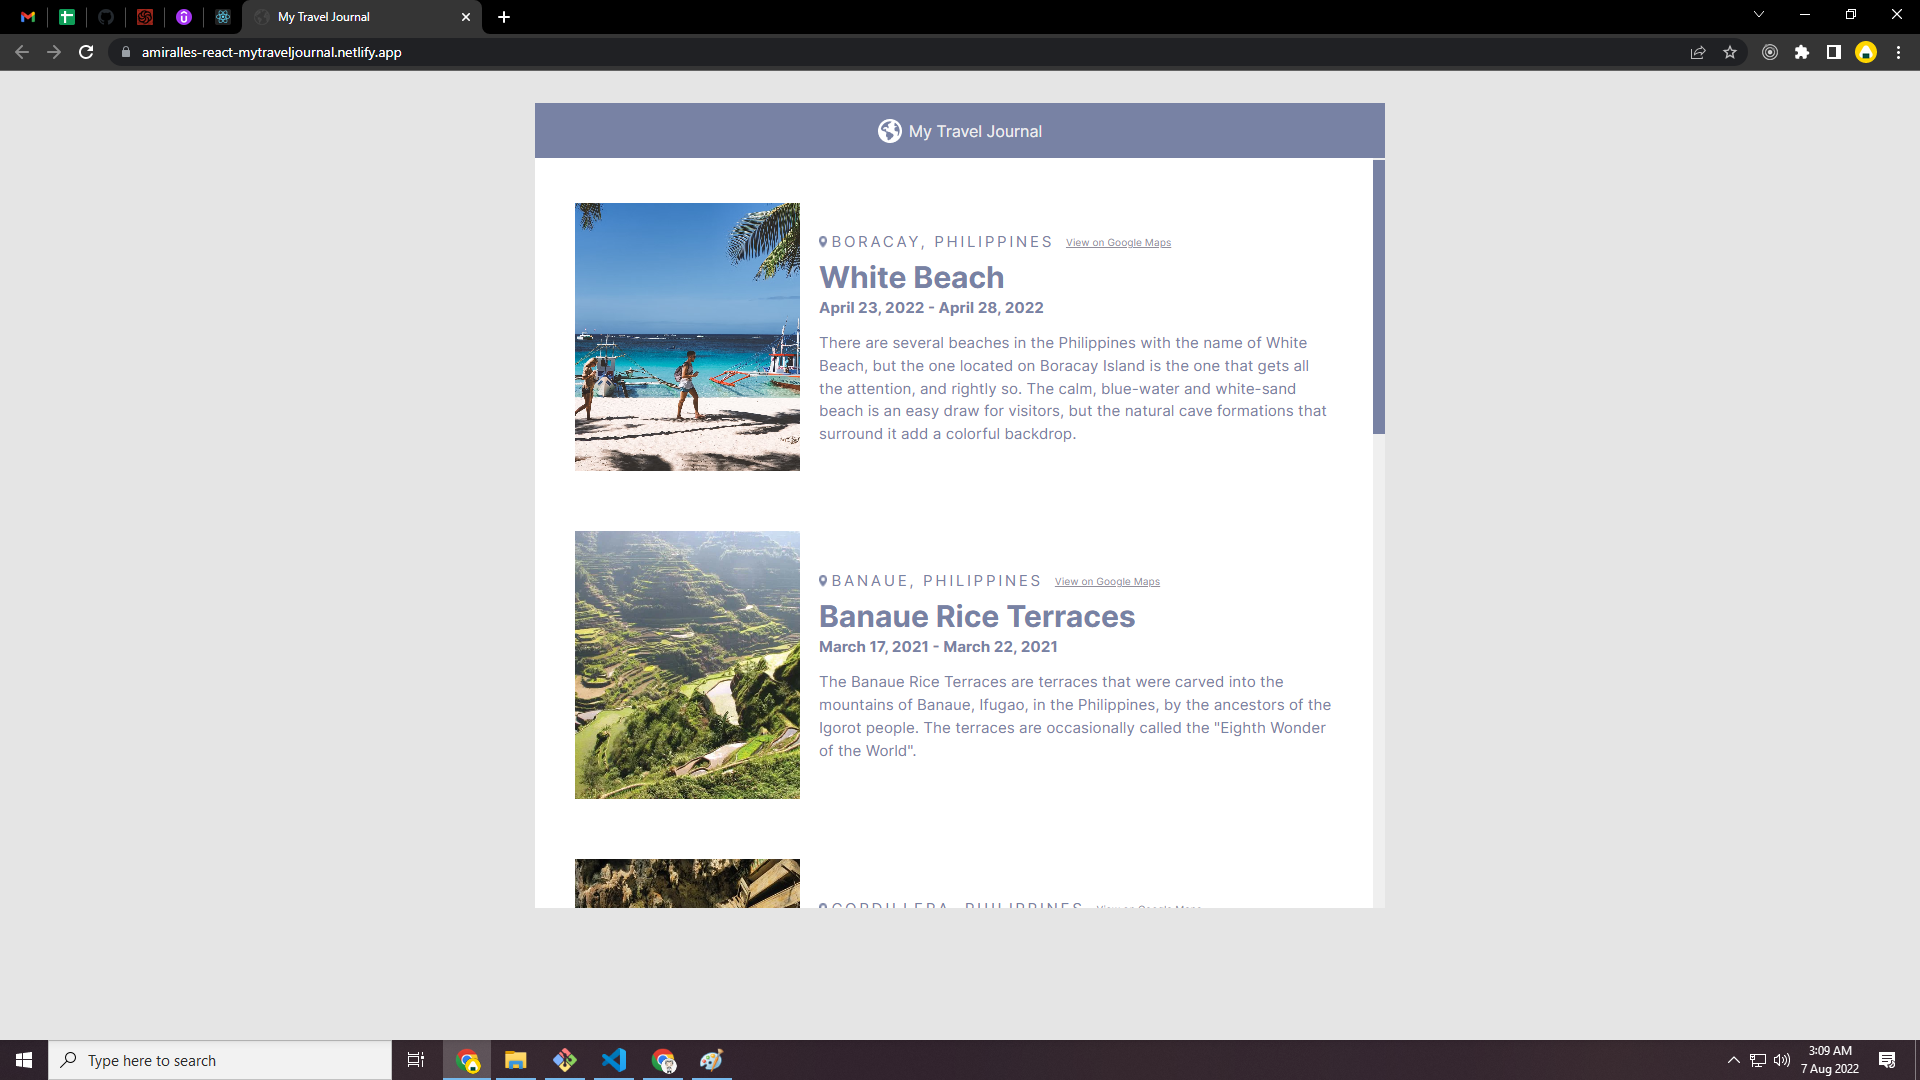 My Travel Journal
amiralles-react-mytraveljournal.netlify.app
My Travel Journal
BORACAY, PHILIPPINES View on Google Maps
White Beach
April 23, 2022 - April 28, 2022
There are several beaches in the Philippines with the name of White
Beach, but the one located on Boracay Island is the one that gets all
the attention, and rightly so. The calm, blue-water and white-sand
beach is an easy draw for visitors, but the natural cave formations that
surround it add a colorful backdrop.
BANAUE, PHILIPPINES View on Google Maps
Banaue Rice Terraces
March 17, 2021 - March 22, 2021
The Banaue Rice Terraces are terraces that were carved into the
mountains of Banaue, Ifugao, in the Philippines, by the ancestors of the
Igorot people. The terraces are occasionally called the "Eighth Wonder
of the World".
CORDILLERA, PHILIPPINES View on Google Maps
Type here to search
3:09 AM
7 Aug 2022